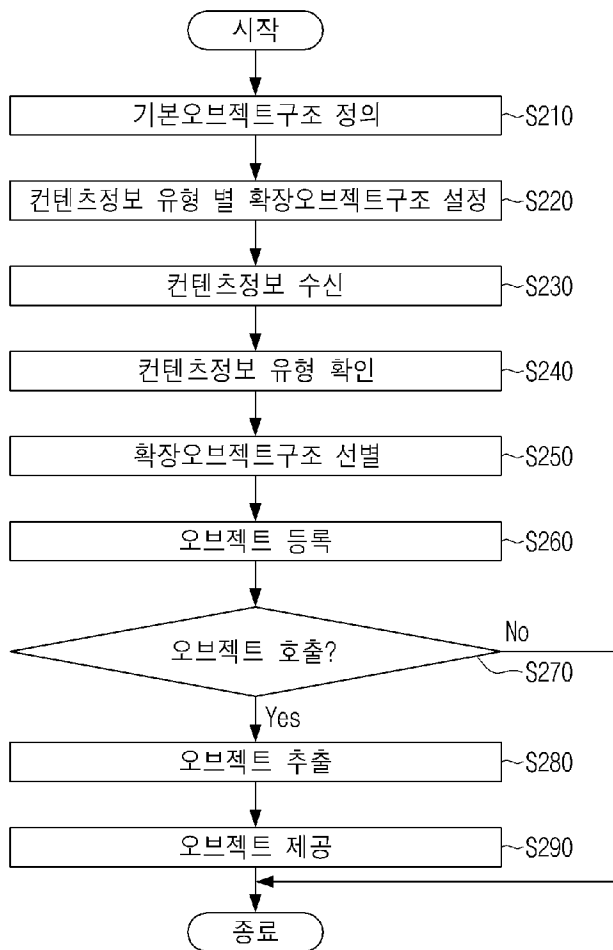 시작
기본오브젝트구조 정의
S210
컨텐츠정보 유형 별 확장오브젝트구조 설정
S220
컨텐츠정보 수신
S230
컨텐츠정보 유형 확인
S240
확장오브젝트구조 선별
S250
오브젝트 등록
S260
오브젝트 호출?
No
S270
Yes
오브젝트 추출
S280
오브젝트 제공
S290
종료